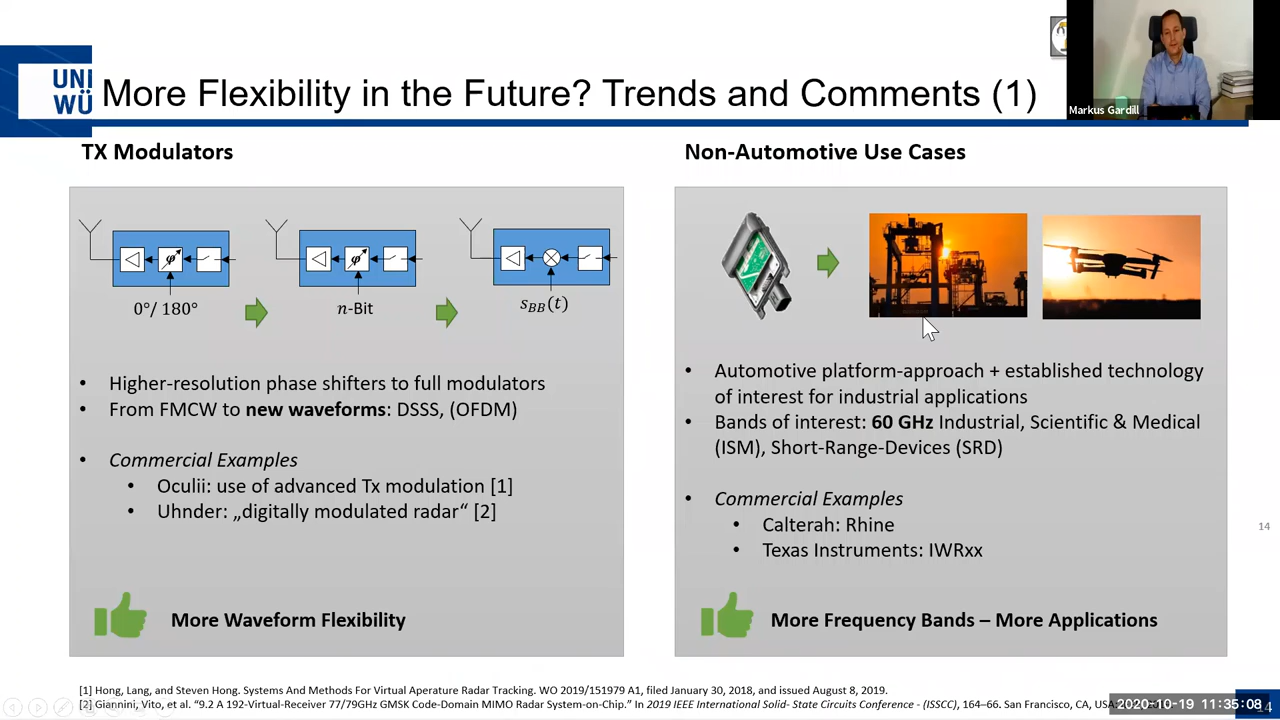 UNI
WÜ
More Flexibility in the Future? Trends and Comments (1)
Markus Gardill
TX Modulators
φ
φ
0°/ 180°
n-Bit
s_BB(t)
• Higher-resolution phase shifters to full modulators
• From FMCW to new waveforms: DSSS, (OFDM)
• Commercial Examples
• Oculii: use of advanced Tx modulation [1]
• Uhnder: „digitally modulated radar“ [2]
More Waveform Flexibility
Non-Automotive Use Cases
• Automotive platform-approach + established technology
of interest for industrial applications
• Bands of interest: 60 GHz Industrial, Scientific & Medical
(ISM), Short-Range-Devices (SRD)
• Commercial Examples
• Calterah: Rhine
• Texas Instruments: IWRxx
More Frequency Bands – More Applications
14
[1] Hong, Lang, and Steven Hong. Systems And Methods For Virtual Aperature Radar Tracking. WO 2019/151979 A1, filed January 30, 2018, and issued August 8, 2019.
[2] Giannini, Vito, et al. “9.2 A 192-Virtual-Receiver 77/79GHz GMSK Code-Domain MIMO Radar System-on-Chip.” In 2019 IEEE International Solid- State Circuits Conference - (ISSCC), 164–66. San Francisco, CA, USA
2020-10-19 11:35:08
14